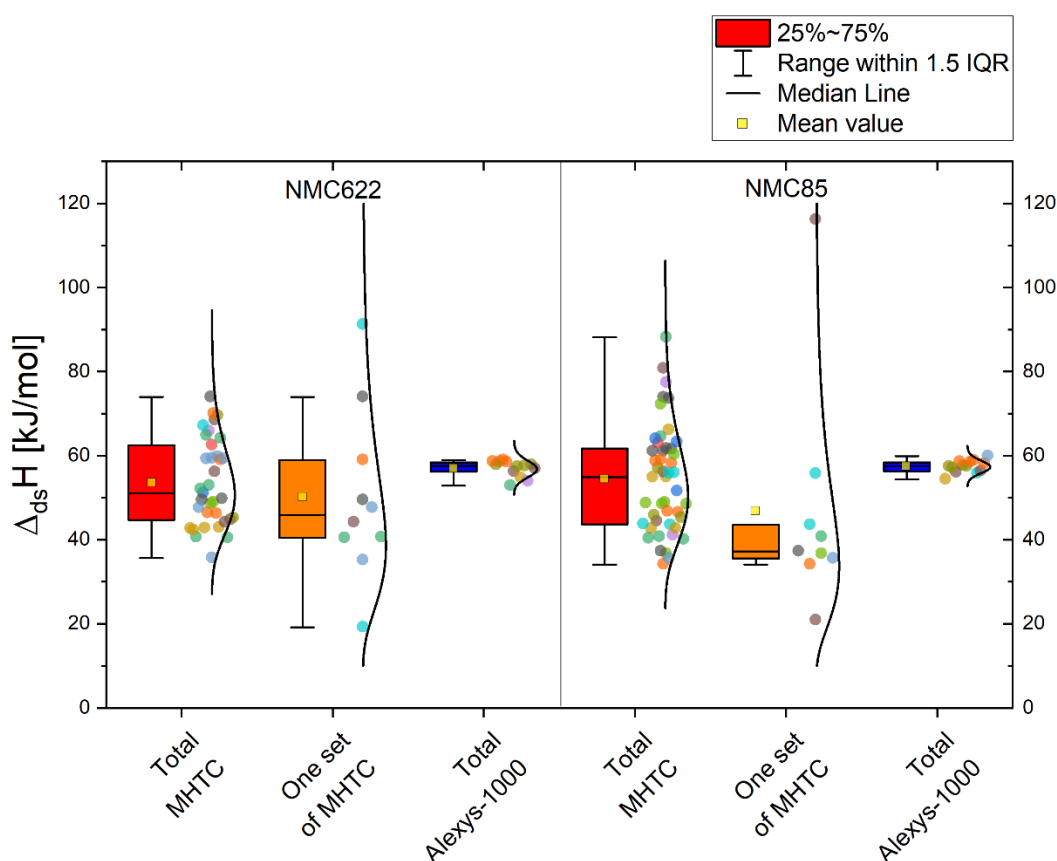 25%~75%
Range within 1.5 IQR
Median Line
Mean value
NMC622
NMC85
120
100
80
60
40
20
0
120
100
80
60
40
20
0
ΔdsH [kJ/mol]
Total
MHTC
One set
of MHTC
Total
Alexys-1000
Total
MHTC
One set
of MHTC
Total
Alexys-1000